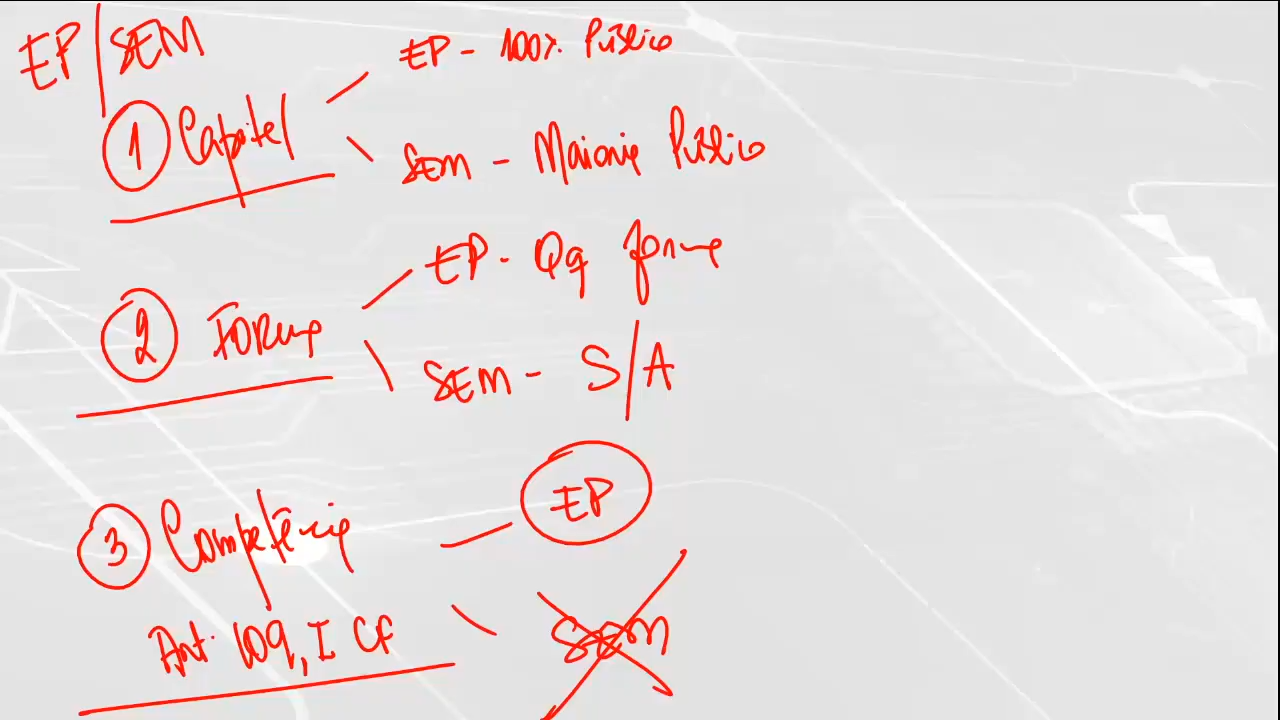 EP/SEM
EP - 100% Público
① Capital
SEM - Maioria Público
EP - Qq forma
② Forma
SEM - S/A
EP
③ Competência
Art. 109, I CF
SEM